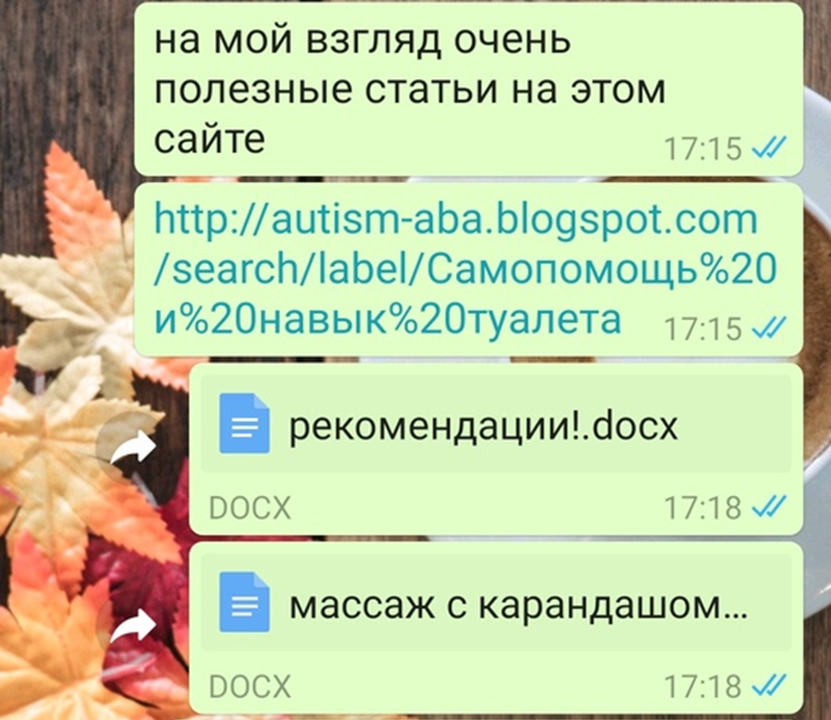 на мой взгляд очень
полезные статьи на этом
сайте
17:15
http://autism-aba.blogspot.com
/search/label/Самопомощь%20
и%20навык%20туалета
17:15
рекомендации!.docx
DOCX
17:18
массаж с карандашом...
DOCX
17:18